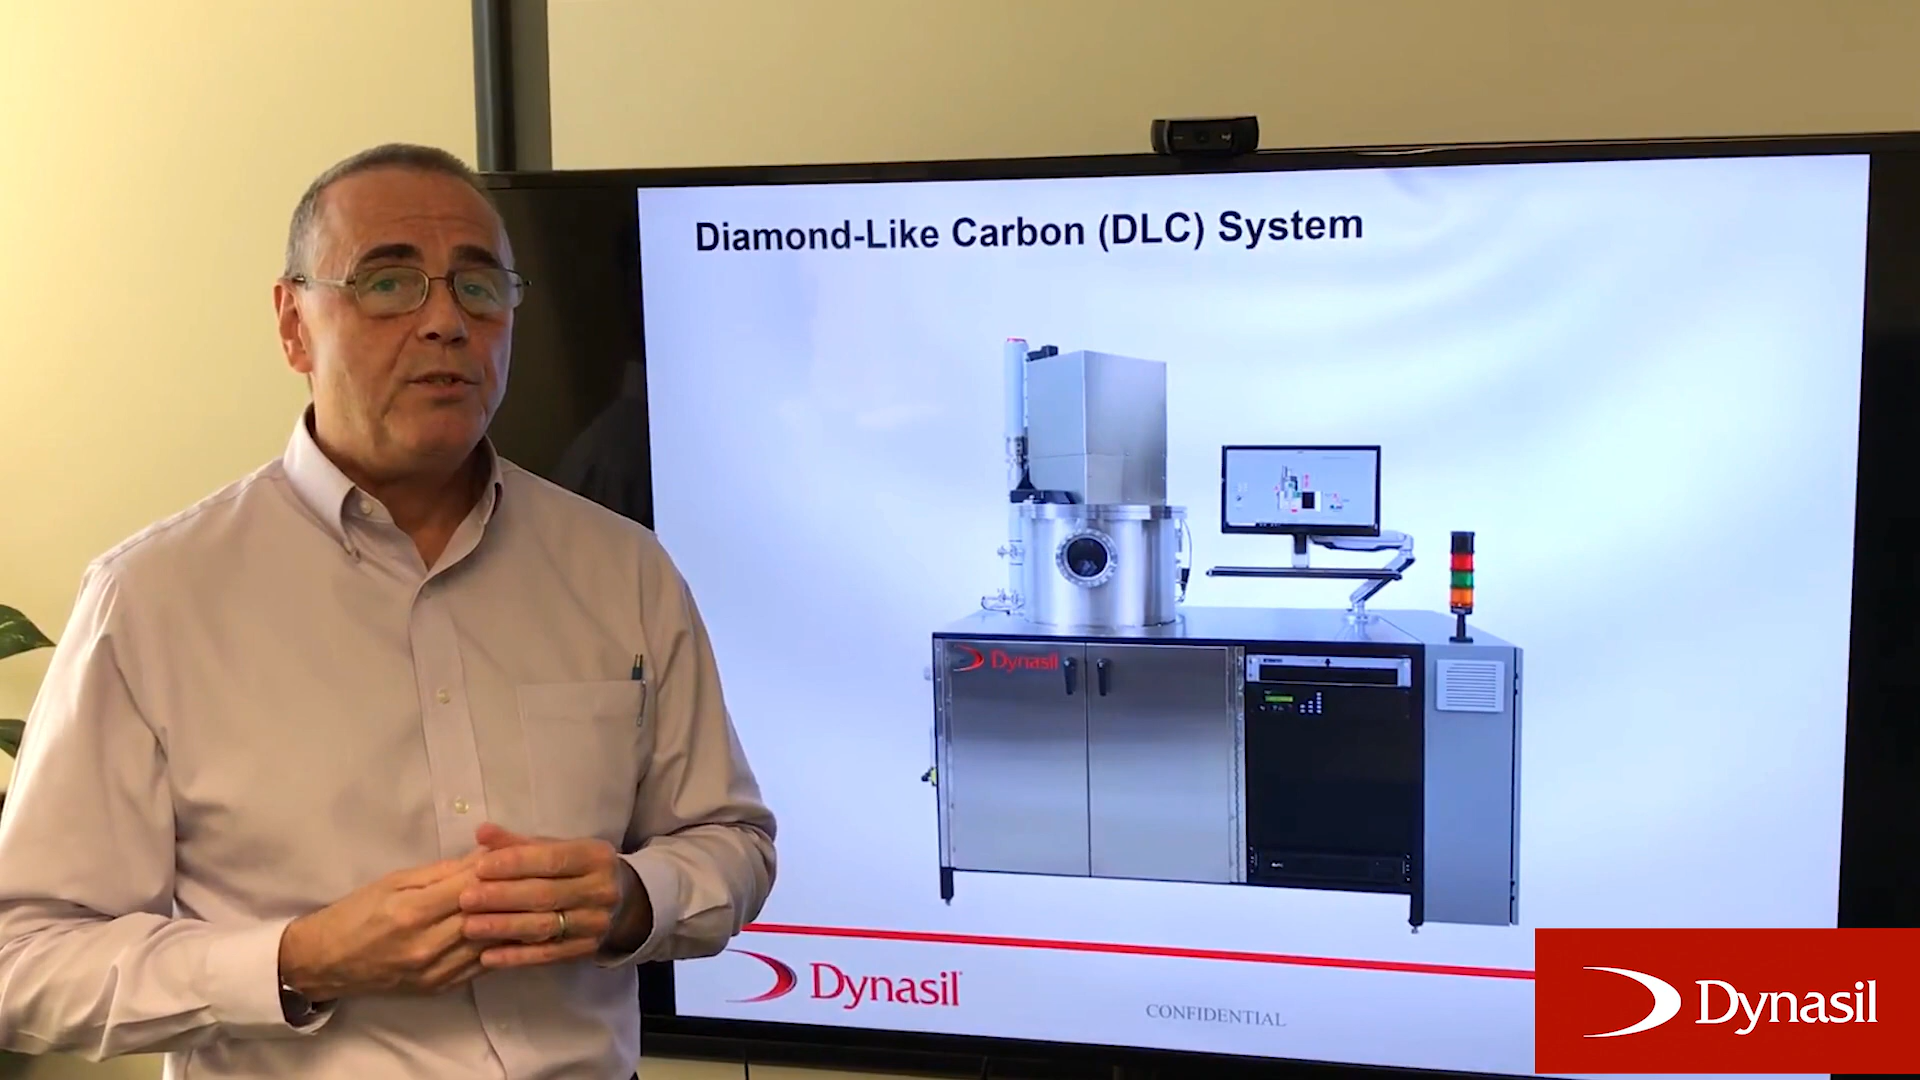 Diamond-Like Carbon (DLC) System
Dynasil
Dynasil
CONFIDENTIAL
Dynasil